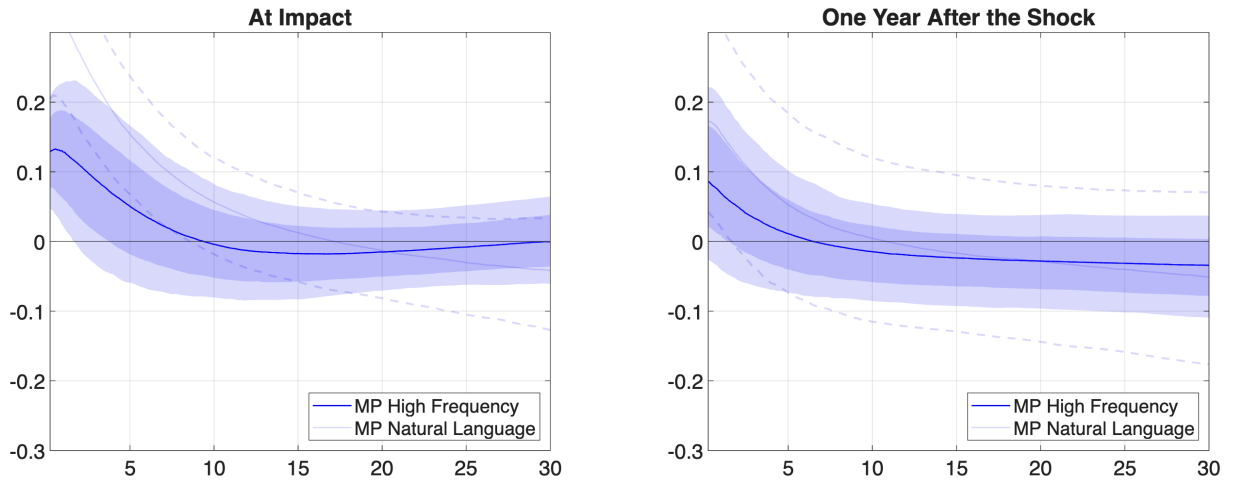 At Impact
0.2
0.1
0
-0.1
-0.2
-0.3
5 10 15 20 25 30
MP High Frequency
MP Natural Language
One Year After the Shock
0.2
0.1
0
-0.1
-0.2
-0.3
5 10 15 20 25 30
MP High Frequency
MP Natural Language